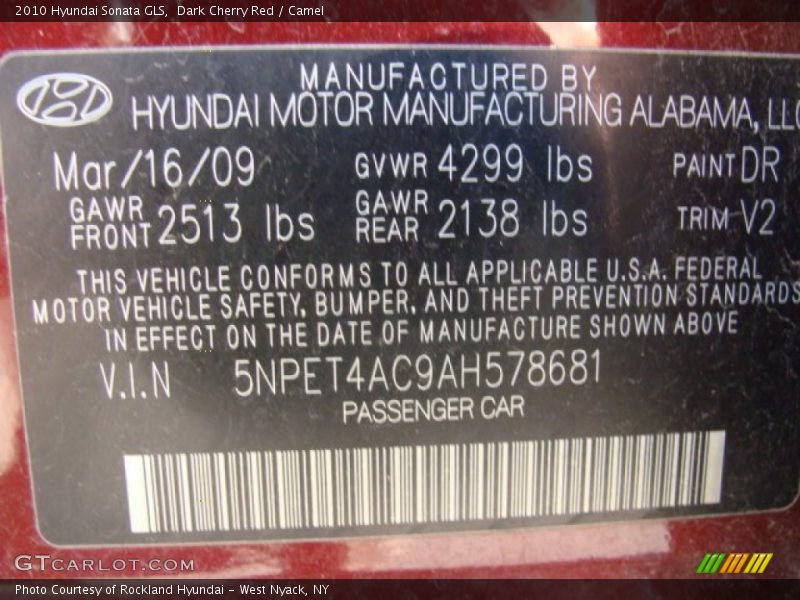 2010 Hyundai Sonata GLS, Dark Cherry Red / Camel
MANUFACTURED BY
HYUNDAI MOTOR MANUFACTURING ALABAMA, LLC
Mar/16/09 GVWR 4299 lbs PAINT DR
GAWR FRONT 2513 lbs GAWR REAR 2138 lbs TRIM V2
THIS VEHICLE CONFORMS TO ALL APPLICABLE U.S.A. FEDERAL
MOTOR VEHICLE SAFETY, BUMPER, AND THEFT PREVENTION STANDARDS
IN EFFECT ON THE DATE OF MANUFACTURE SHOWN ABOVE
V.I.N 5NPET4AC9AH578681
PASSENGER CAR
GTCARLOT.COM
Photo Courtesy of Rockland Hyundai - West Nyack, NY